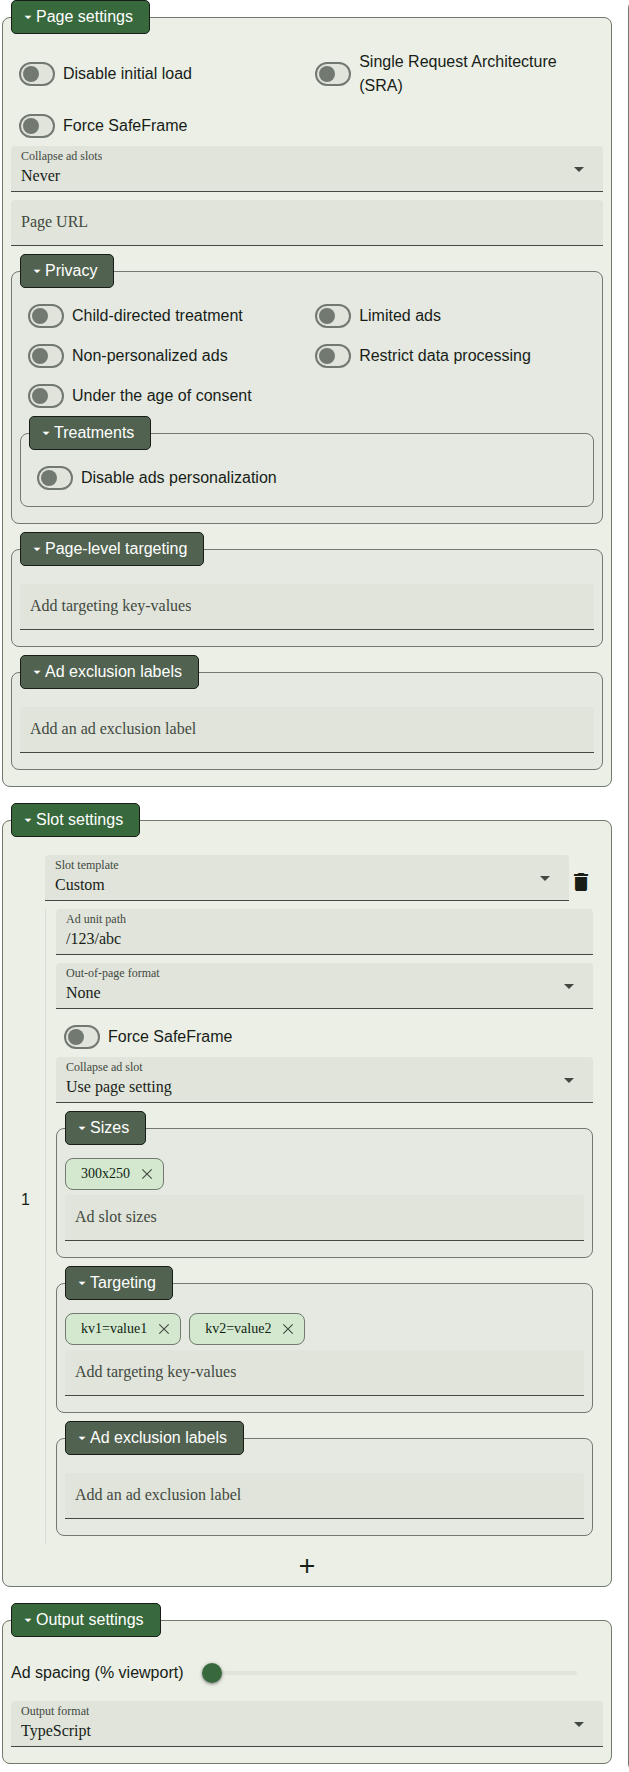 Page settings
Disable initial load
Single Request Architecture
(SRA)
Force SafeFrame
Collapse ad slots
Never
Page URL
Privacy
Child-directed treatment
Limited ads
Non-personalized ads
Restrict data processing
Under the age of consent
Treatments
Disable ads personalization
Page-level targeting
Add targeting key-values
Ad exclusion labels
Add an ad exclusion label
Slot settings
Slot template
Custom
Ad unit path
/123/abc
Out-of-page format
None
Force SafeFrame
Collapse ad slot
Use page setting
Sizes
300x250
1
Ad slot sizes
Targeting
kv1=value1
kv2=value2
Add targeting key-values
Ad exclusion labels
Add an ad exclusion label
Output settings
Ad spacing (% viewport)
Output format
TypeScript